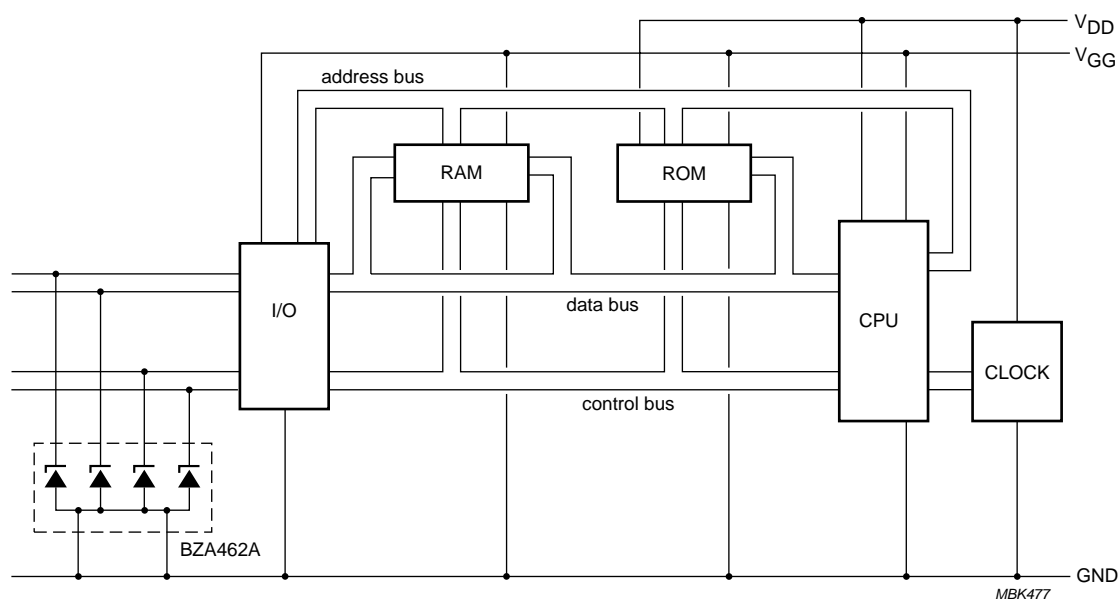 VDD
VGG
address bus
RAM
ROM
I/O
data bus
CPU
CLOCK
control bus
BZA462A
GND
MBK477